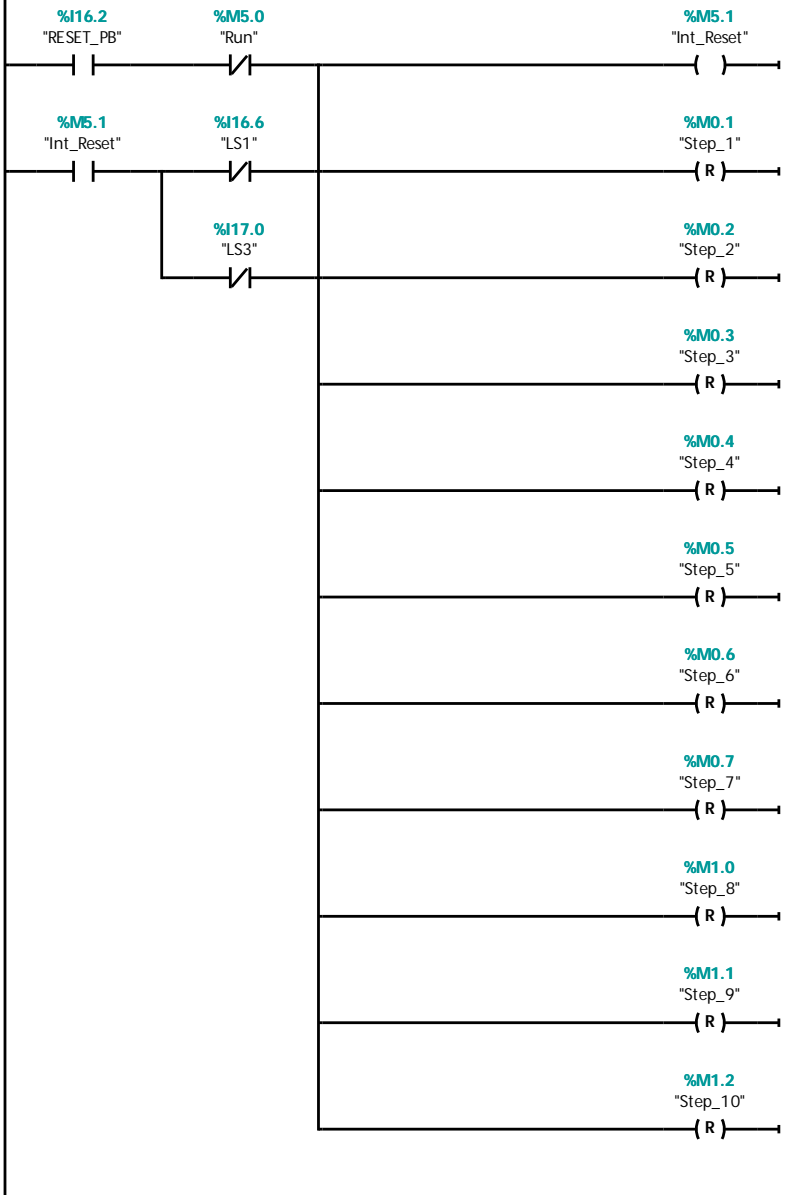 %I16.2 %M5.0 %M5.1
"RESET_PB" "Run" "Int_Reset"
%M5.1 %I16.6 %M0.1
"Int_Reset" "LS1" "Step_1"
R
%I17.0 %M0.2
"LS3" "Step_2"
R
%M0.3
"Step_3"
R
%M0.4
"Step_4"
R
%M0.5
"Step_5"
R
%M0.6
"Step_6"
R
%M0.7
"Step_7"
R
%M1.0
"Step_8"
R
%M1.1
"Step_9"
R
%M1.2
"Step_10"
R